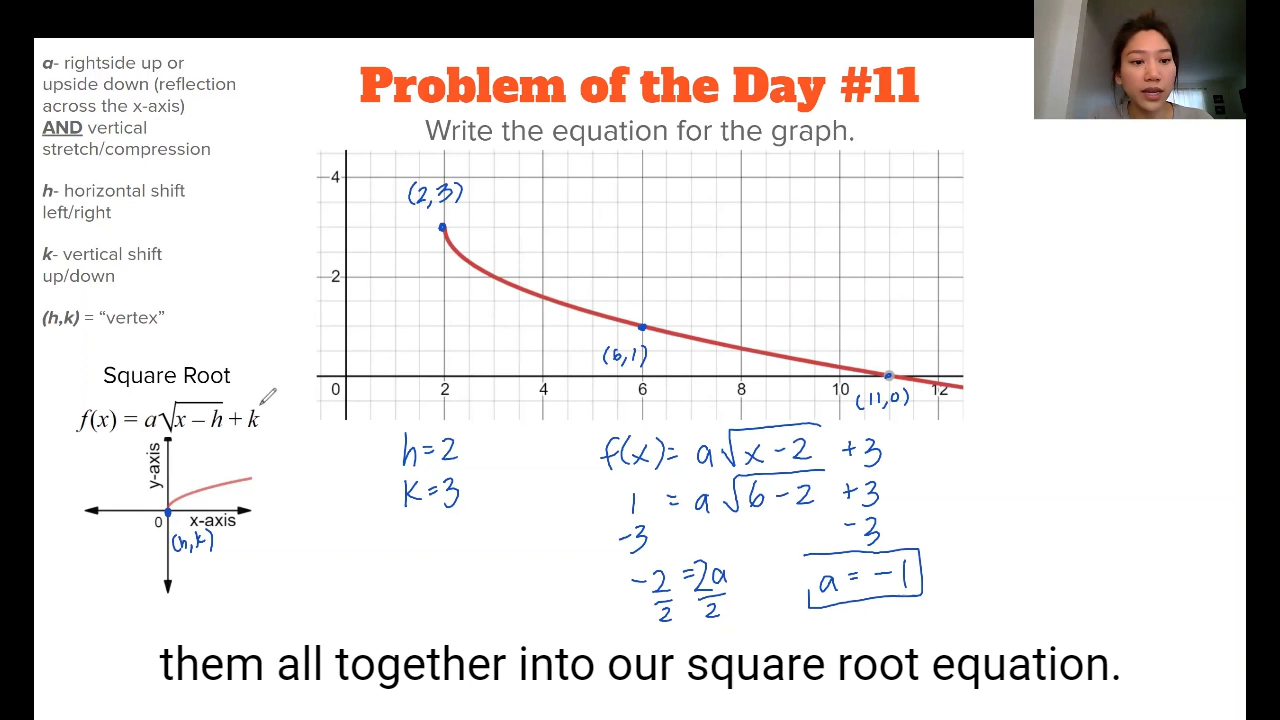 a- rightside up or
upside down (reflection
across the x-axis)
AND vertical
stretch/compression
h- horizontal shift
left/right
k- vertical shift
up/down
(h,k) = “vertex”
Problem of the Day #11
Write the equation for the graph.
4
(2,3)
2
(6,1)
0
2
4
6
8
10
12
(11,0)
Square Root
f(x) = a√x – h + k
y-axis
0
x-axis
(h,k)
h=2
k=3
f(x)= a√x-2 +3
1 = a√6-2 +3
-3 -3
-2 = 2a
2 2
a = -1
them all together into our square root equation.